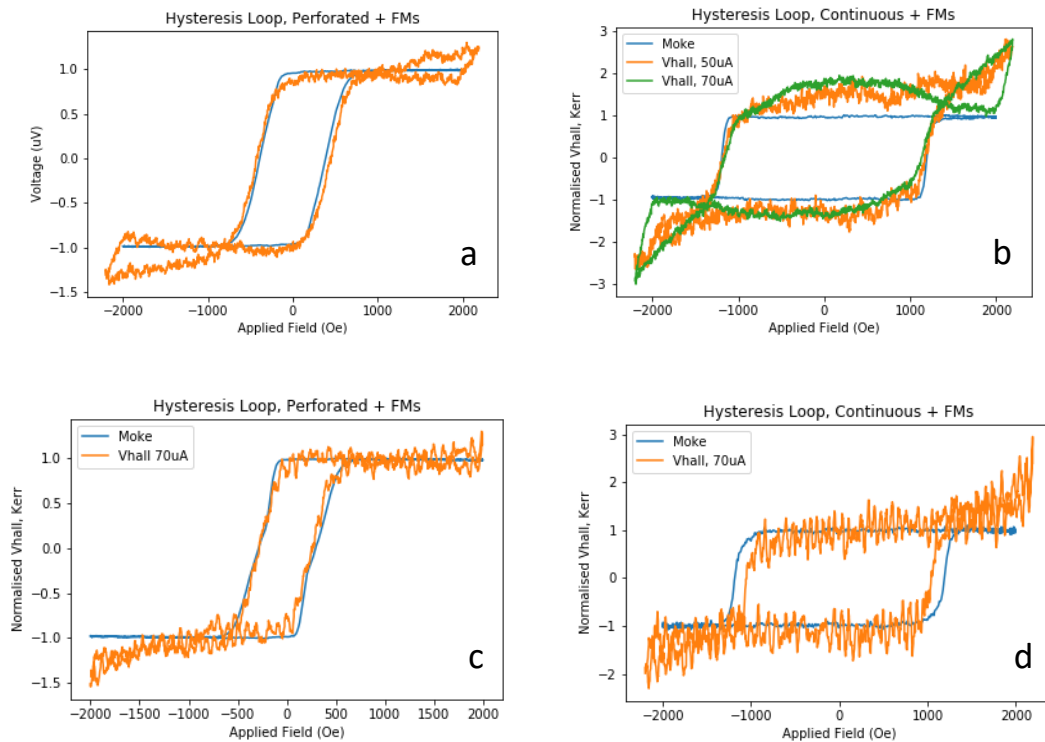 Hysteresis Loop, Perforated + FMs
Voltage (uV)
1.0
0.5
0.0
−0.5
−1.0
−1.5
−2000 −1000 0 1000 2000
Applied Field (Oe)
a
Hysteresis Loop, Continuous + FMs
Moke
Vhall, 50uA
Vhall, 70uA
Normalised Vhall, Kerr
3
2
1
0
−1
−2
−3
−2000 −1000 0 1000 2000
Applied Field (Oe)
b
Hysteresis Loop, Perforated + FMs
Moke
Vhall 70uA
Normalised Vhall, Kerr
1.0
0.5
0.0
−0.5
−1.0
−1.5
−2000 −1500 −1000 −500 0 500 1000 1500 2000
Applied Field (Oe)
c
Hysteresis Loop, Continuous + FMs
Moke
Vhall, 70uA
Normalised Vhall, Kerr
3
2
1
0
−1
−2
−2000 −1000 0 1000 2000
Applied Field (Oe)
d